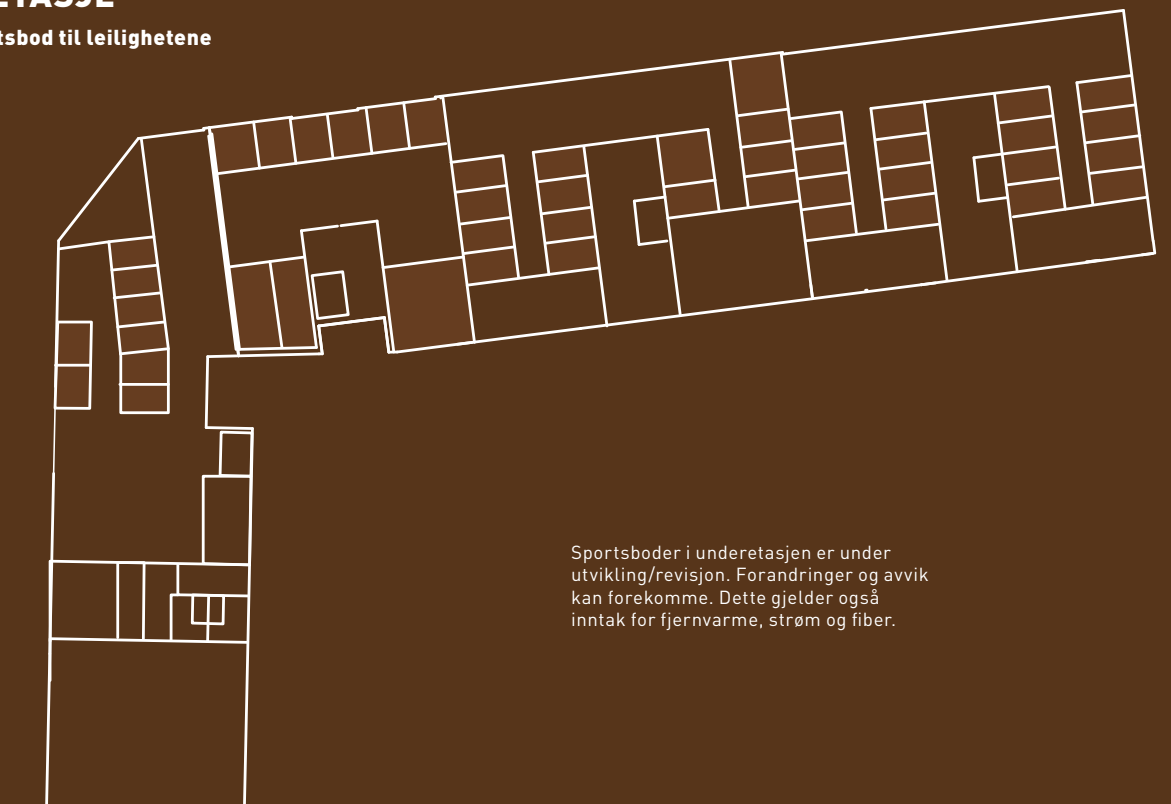 tsbod til leilighetene
Sportsboder i underetasjen er under
utvikling/revisjon. Forandringer og avvik
kan forekomme. Dette gjelder også
inntak for fjernvarme, strøm og fiber.